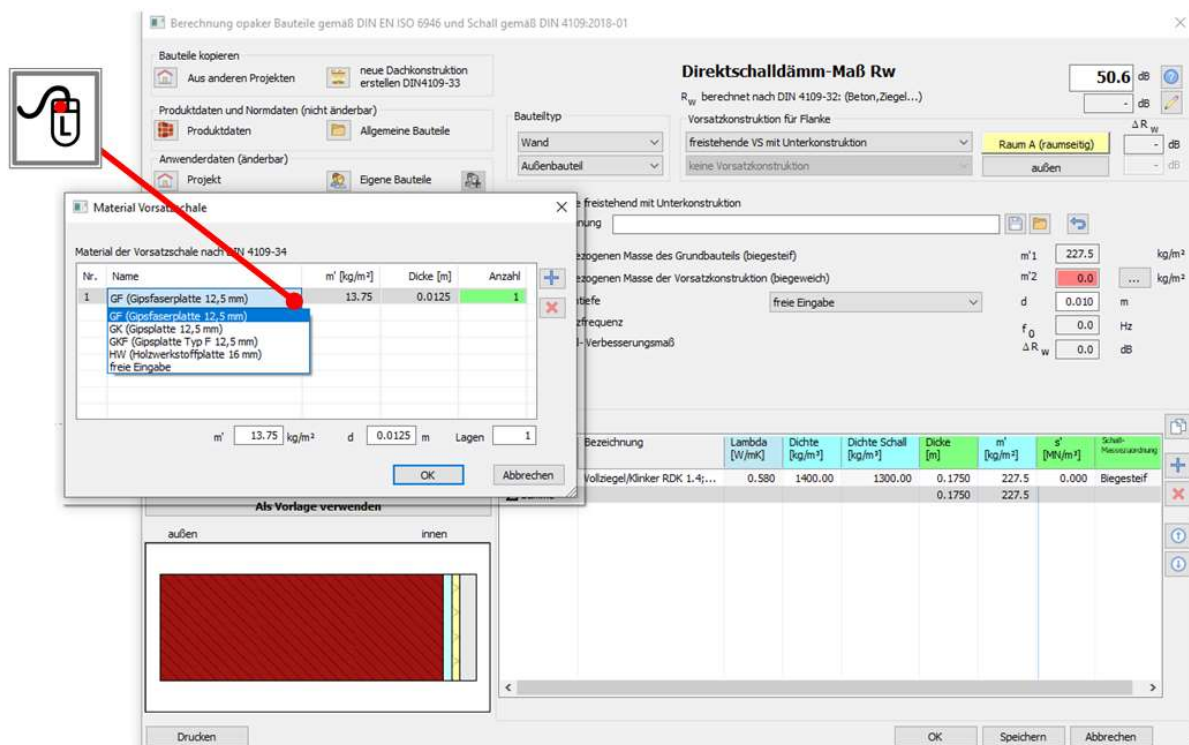 Berechnung opaker Bauteile gemäß DIN EN ISO 6946 und Schall gemäß DIN 4109:2018-01
Bauteile kopieren
Aus anderen Projekten
neue Dachkonstruktion
erstellen DIN4109-33
Produktdaten und Normdaten (nicht änderbar)
Produktdaten
Allgemeine Bauteile
Anwenderdaten (änderbar)
Projekt
Eigene Bauteile
Bauteiltyp
Wand
Außenbauteil
Direktschalldämm-Maß Rw
50.6 dB
R w berechnet nach DIN 4109-32: (Beton,Ziegel...)
- dB
Vorsatzkonstruktion für Flanke
Δ R w
freistehende VS mit Unterkonstruktion
Raum A (raumseitig)
- dB
keine Vorsatzkonstruktion
außen
- dB
L
Material Vorsatzschale
Material der Vorsatzschale nach DIN 4109-34
Nr. Name m' [kg/m²] Dicke [m] Anzahl
1 GF (Gipsfaserplatte 12,5 mm) 13.75 0.0125 1
GF (Gipsfaserplatte 12,5 mm)
GK (Gipsplatte 12,5 mm)
GKF (Gipsplatte Typ F 12,5 mm)
HW (Holzwerkstoffplatte 16 mm)
freie Eingabe
m' 13.75 kg/m² d 0.0125 m Lagen 1
OK
Abbrechen
freistehend mit Unterkonstruktion
nung
ezogenen Masse des Grundbauteils (biegesteif) m'1 227.5 kg/m²
ezogenen Masse der Vorsatzkonstruktion (biegeweich) m'2 0.0 ... kg/m²
tiefe freie Eingabe d 0.010 m
zfrequenz f 0 0.0 Hz
l- Verbesserungsmaß Δ R w 0.0 dB
Bezeichnung Lambda [W/mK] Dichte [kg/m³] Dichte Schall [kg/m³] Dicke [m] m' [kg/m²] s' [MN/m³] Schall-Massezuordnung
Vollziegel/Klinker RDK 1.4;... 0.580 1400.00 1300.00 0.1750 227.5 0.000 Biegesteif
0.1750 227.5
Als Vorlage verwenden
außen
innen
Drucken
OK
Speichern
Abbrechen